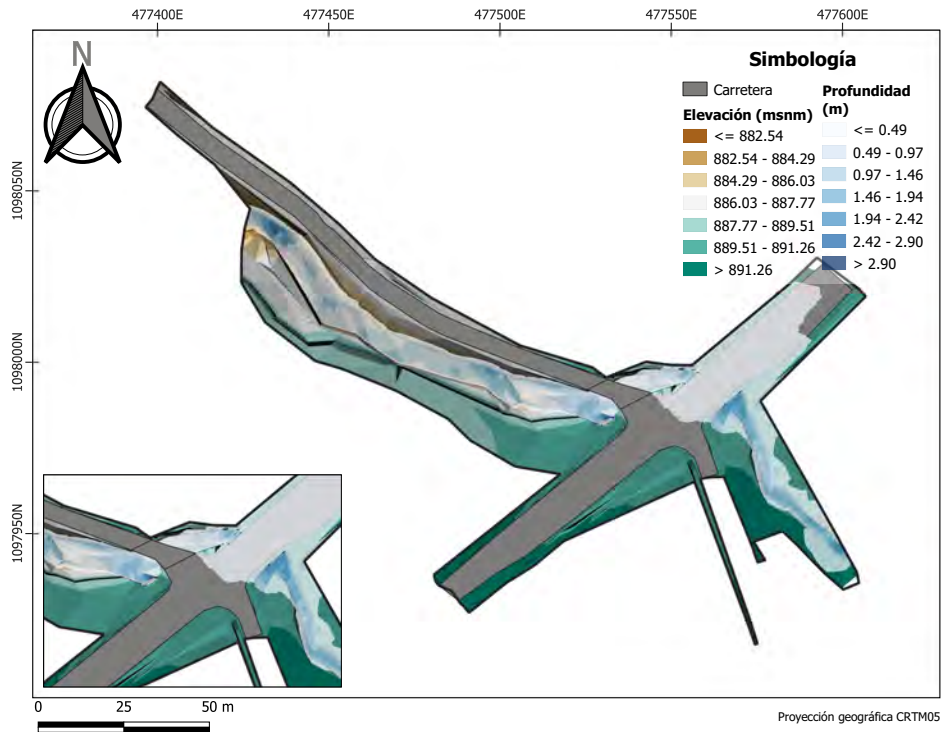 477400E 477450E 477500E 477550E 477600E
N
1098050N
1098000N
1097950N
Simbología
Carretera
Elevación (msnm)
<= 882.54
882.54 - 884.29
884.29 - 886.03
886.03 - 887.77
887.77 - 889.51
889.51 - 891.26
> 891.26
Profundidad
(m)
<= 0.49
0.49 - 0.97
0.97 - 1.46
1.46 - 1.94
1.94 - 2.42
2.42 - 2.90
> 2.90
0 25 50 m
Proyección geográfica CRTM05